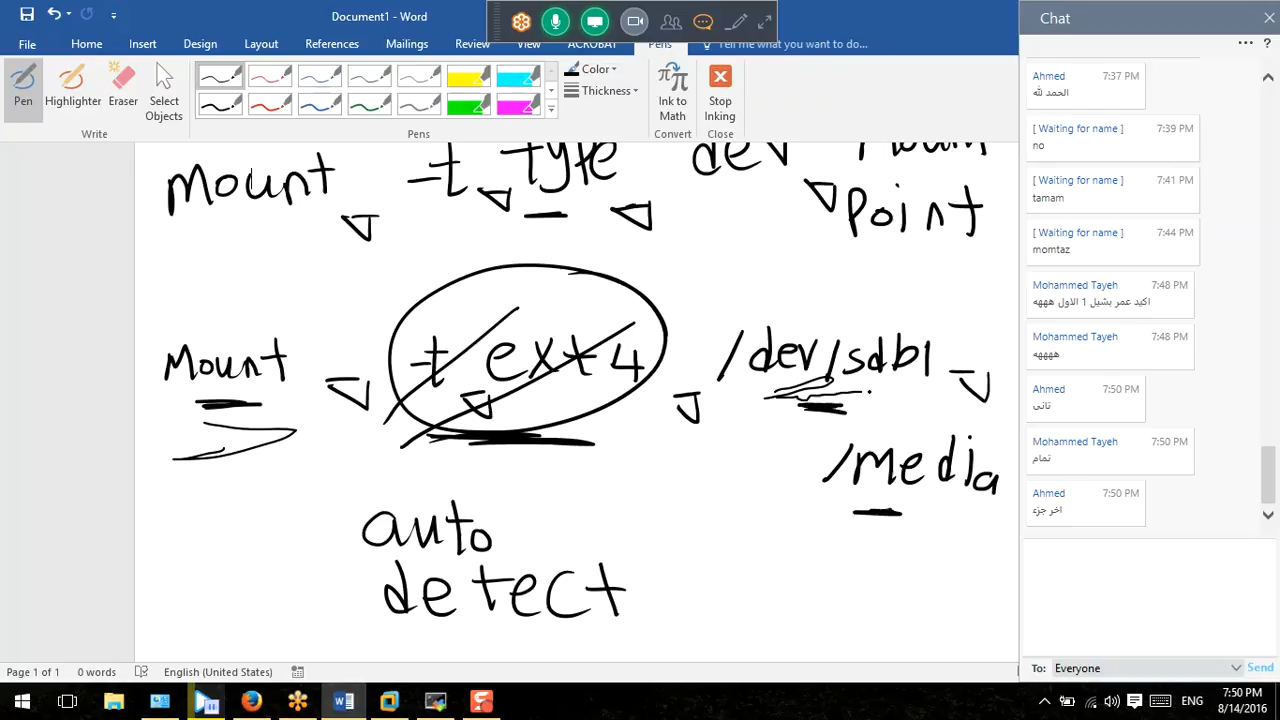 Document1 - Word
Chat
File Home Insert Design Layout References Mailings Review View ACROBAT Pens Tell me what you want to do...
Pen Highlighter Eraser Select Objects
Color
Thickness
Ink to Math
Stop Inking
Write Pens Convert Close
mount -t type dev mount
point
Mount -t ext4 /dev/sdb1
/media
auto
detect
Ahmed 7:37 PM
الحمد لله
[ Waiting for name ] 7:39 PM
no
[ Waiting for name ] 7:41 PM
tamam
[ Waiting for name ] 7:44 PM
momtaz
Mohammed Tayeh 7:48 PM
اكيد عمر بشيل 1 الاول هههه
Mohammed Tayeh 7:48 PM
ههههه
Ahmed 7:50 PM
تانى
Mohammed Tayeh 7:50 PM
تمام
Ahmed 7:50 PM
اخر جزء
To: Everyone Send
Page 1 of 1 0 words English (United States)
ENG 7:50 PM
8/14/2016